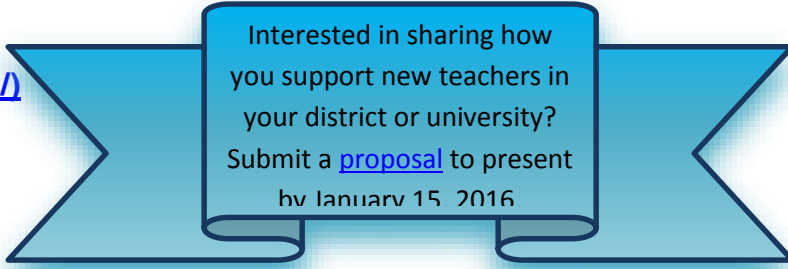 /)
Interested in sharing how
you support new teachers in
your district or university?
Submit a proposal to present
by January 15, 2016.